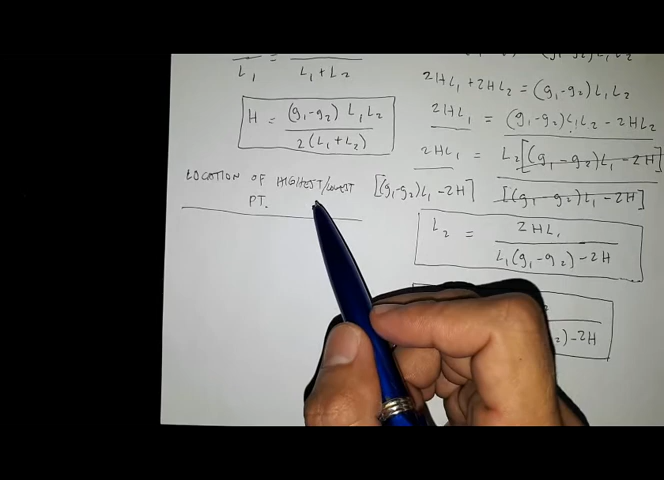 L₁ = L₁ + L₂
H = (g₁-g₂) L₁L₂ / 2(L₁+L₂)
LOCATION OF HIGHEST/LOWEST
PT.
2HL₁ + 2HL₂ = (g₁-g₂)L₁L₂
2HL₁ = (g₁-g₂)L₁L₂ - 2HL₂
2HL₁ / [(g₁-g₂)L₁ - 2H] = L₂[(g₁-g₂)L₁ - 2H] / [(g₁-g₂)L₁ - 2H]
L₂ = 2HL₁ / L₁(g₁-g₂) - 2H
₂) - 2H